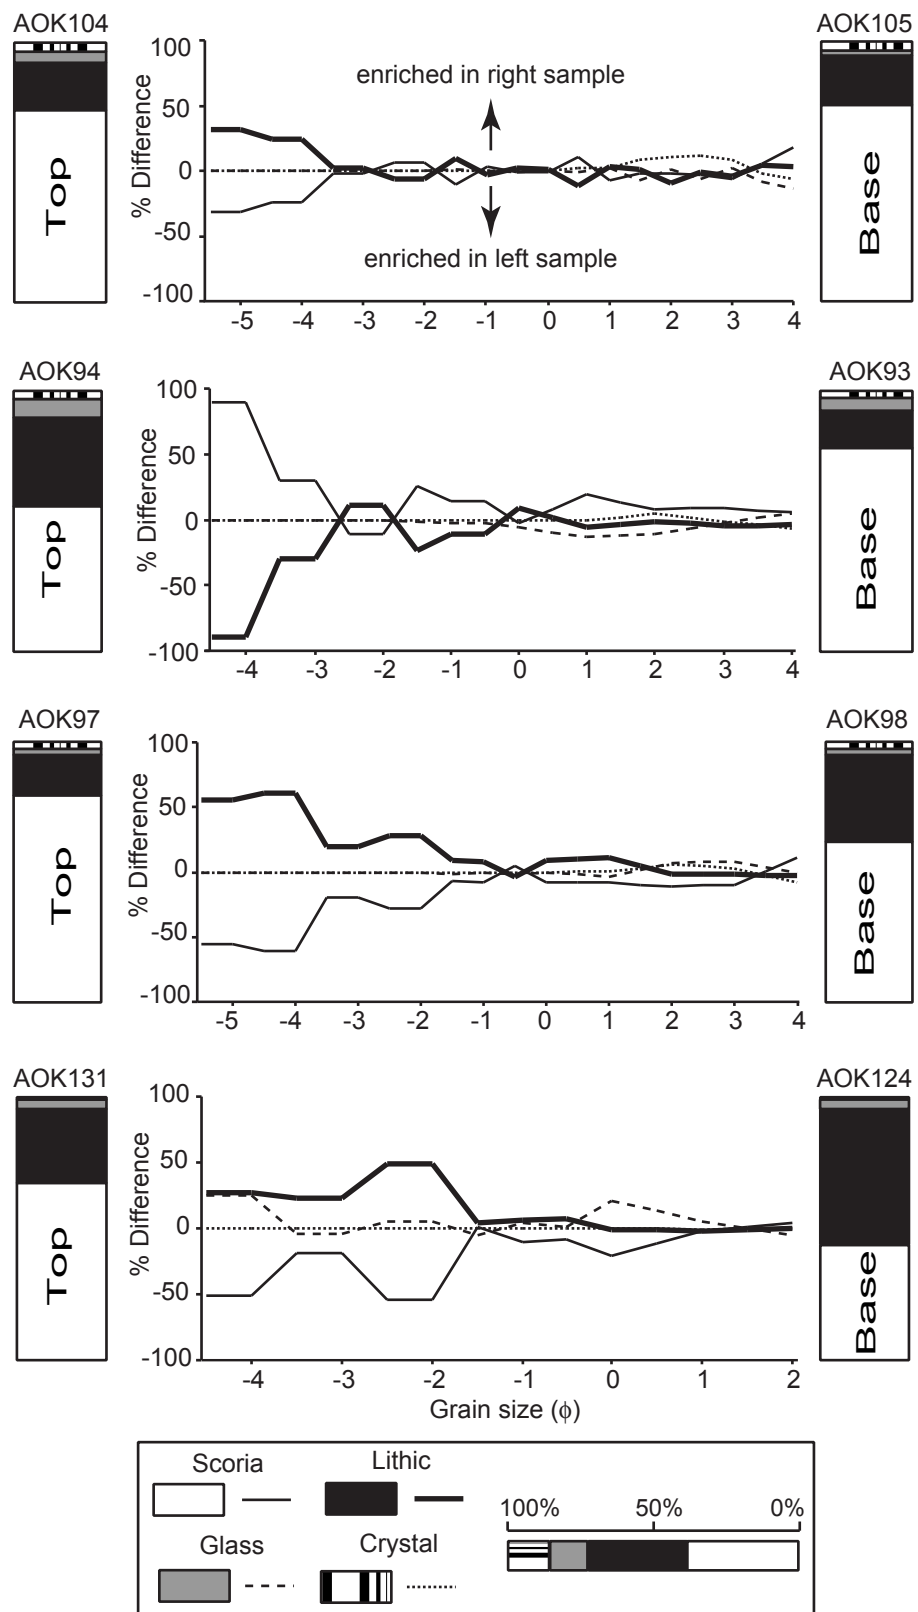 AOK104
AOK105
100
50
0
-50
-100
% Difference
enriched in right sample
enriched in left sample
Top
Base
-5 -4 -3 -2 -1 0 1 2 3 4
AOK94
AOK93
100
50
0
-50
-100
% Difference
Top
Base
-4 -3 -2 -1 0 1 2 3 4
AOK97
AOK98
100
50
0
-50
-100
% Difference
Top
Base
-5 -4 -3 -2 -1 0 1 2 3 4
AOK131
AOK124
100
50
0
-50
-100
% Difference
Top
Base
-4 -3 -2 -1 0 1 2
Grain size (ϕ)
Scoria
Lithic
Glass
Crystal
100% 50% 0%